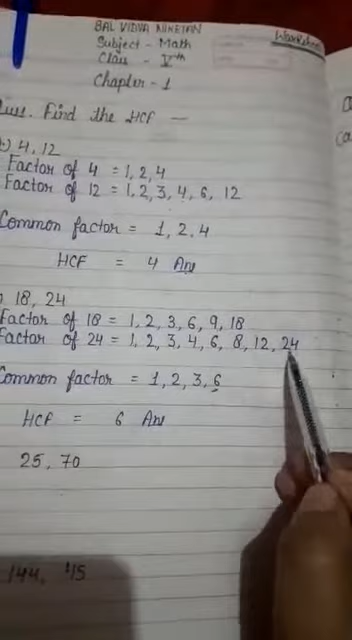 BAL VIDYA NIKETAN
Worksheet
Subject - Math
Class - Vth
Chapter - 1
Find the HCF —
4, 12
Factor of 4 = 1, 2, 4
Factor of 12 = 1, 2, 3, 4, 6, 12
Common factor = 1, 2, 4
HCF = 4 Ans
18, 24
Factor of 18 = 1, 2, 3, 6, 9, 18
Factor of 24 = 1, 2, 3, 4, 6, 8, 12, 24
Common factor = 1, 2, 3, 6
HCF = 6 Ans
25, 70
144,